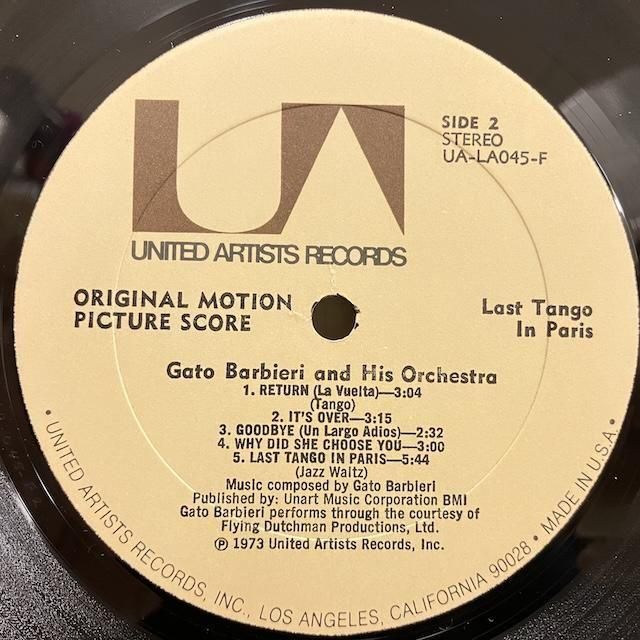 UA
UNITED ARTISTS RECORDS
SIDE 2
STEREO
UA-LA045-F
ORIGINAL MOTION
PICTURE SCORE
Last Tango
In Paris
Gato Barbieri and His Orchestra
1. RETURN (La Vuelta)—3:04
(Tango)
2. IT'S OVER—3:15
3. GOODBYE (Un Largo Adios)—2:32
4. WHY DID SHE CHOOSE YOU—3:00
5. LAST TANGO IN PARIS—5:44
(Jazz Waltz)
Music composed by Gato Barbieri
Published by: Unart Music Corporation BMI
Gato Barbieri performs through the courtesy of
Flying Dutchman Productions, Ltd.
℗ 1973 United Artists Records, Inc.
• UNITED ARTISTS RECORDS, INC., LOS ANGELES, CALIFORNIA 90028 • MADE IN U.S.A. •